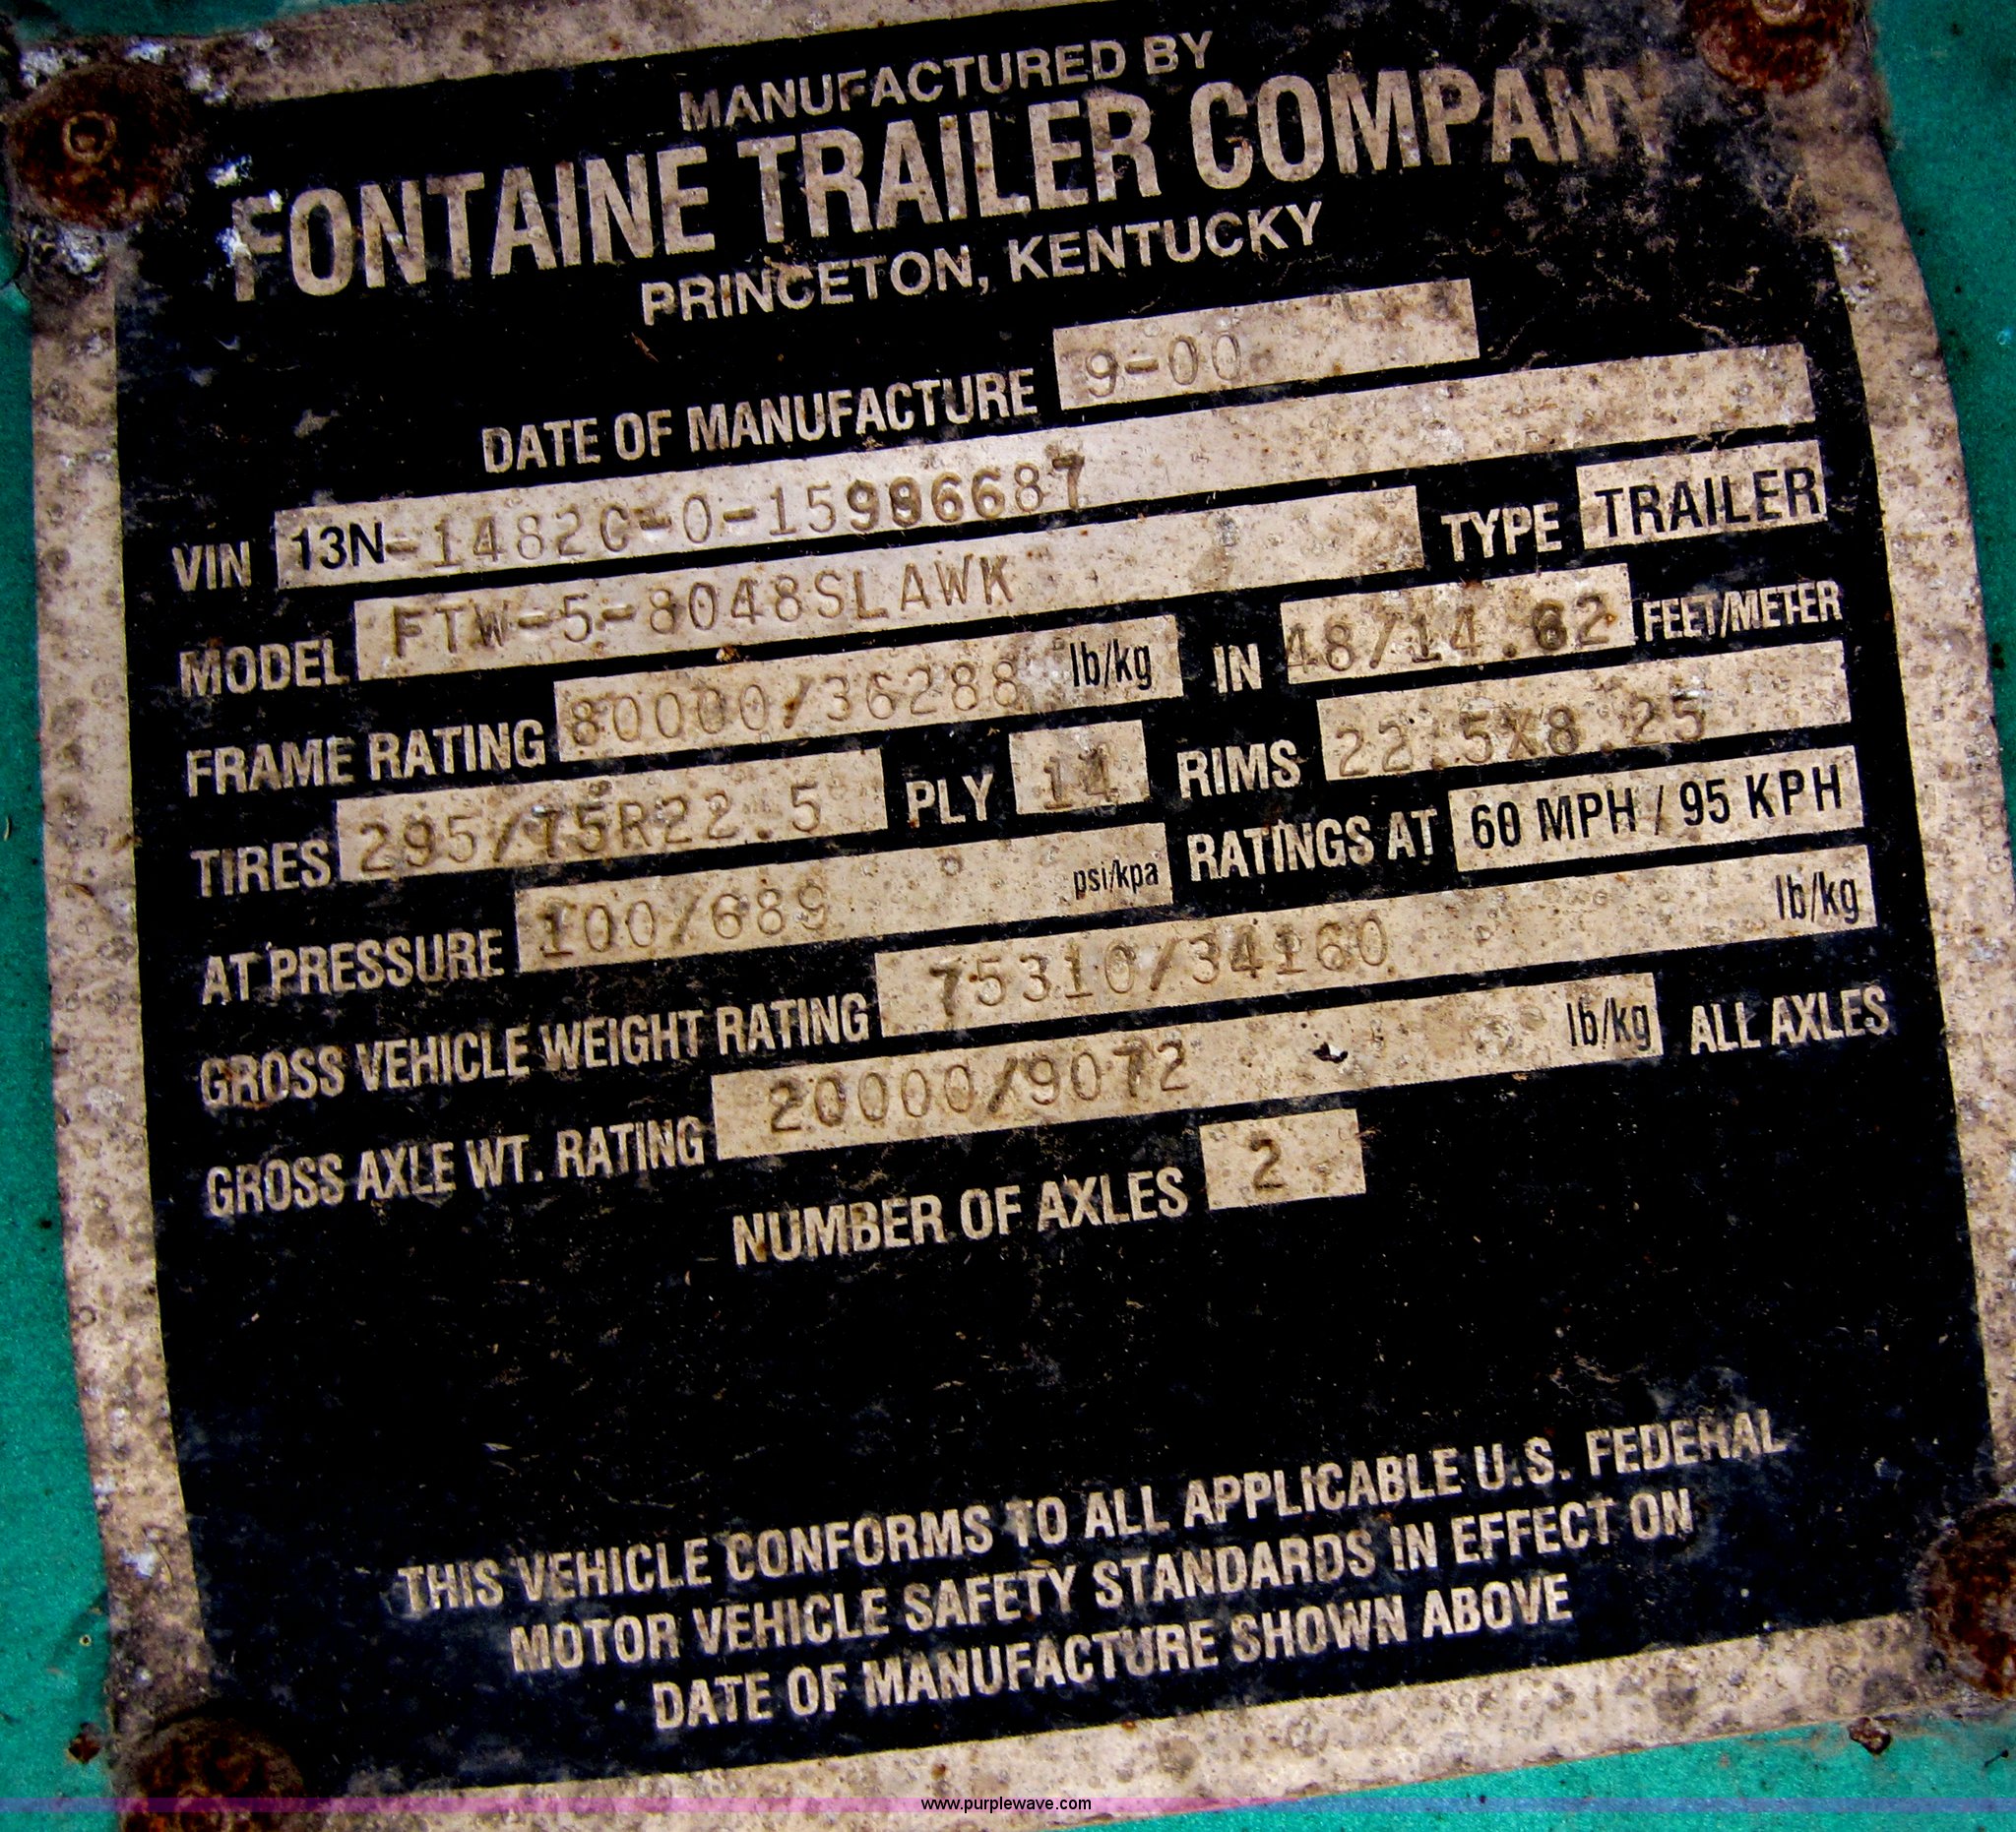 MANUFACTURED BY
FONTAINE TRAILER COMPANY
PRINCETON, KENTUCKY
DATE OF MANUFACTURE 9-00
VIN 13N-1482C-0-15996687
MODEL FTW-5-8048SLAWK TYPE TRAILER
FRAME RATING 80000/36288 lb/kg IN 48/14.62 FEET/METER
TIRES 295/75R22.5 PLY 14 RIMS 22.5X8.25
AT PRESSURE 100/689 psi/kpa RATINGS AT 60 MPH / 95 KPH
GROSS VEHICLE WEIGHT RATING 75310/34160 lb/kg
GROSS AXLE WT. RATING 20000/9072 lb/kg ALL AXLES
NUMBER OF AXLES 2
THIS VEHICLE CONFORMS TO ALL APPLICABLE U.S. FEDERAL
MOTOR VEHICLE SAFETY STANDARDS IN EFFECT ON
DATE OF MANUFACTURE SHOWN ABOVE
www.purplewave.com